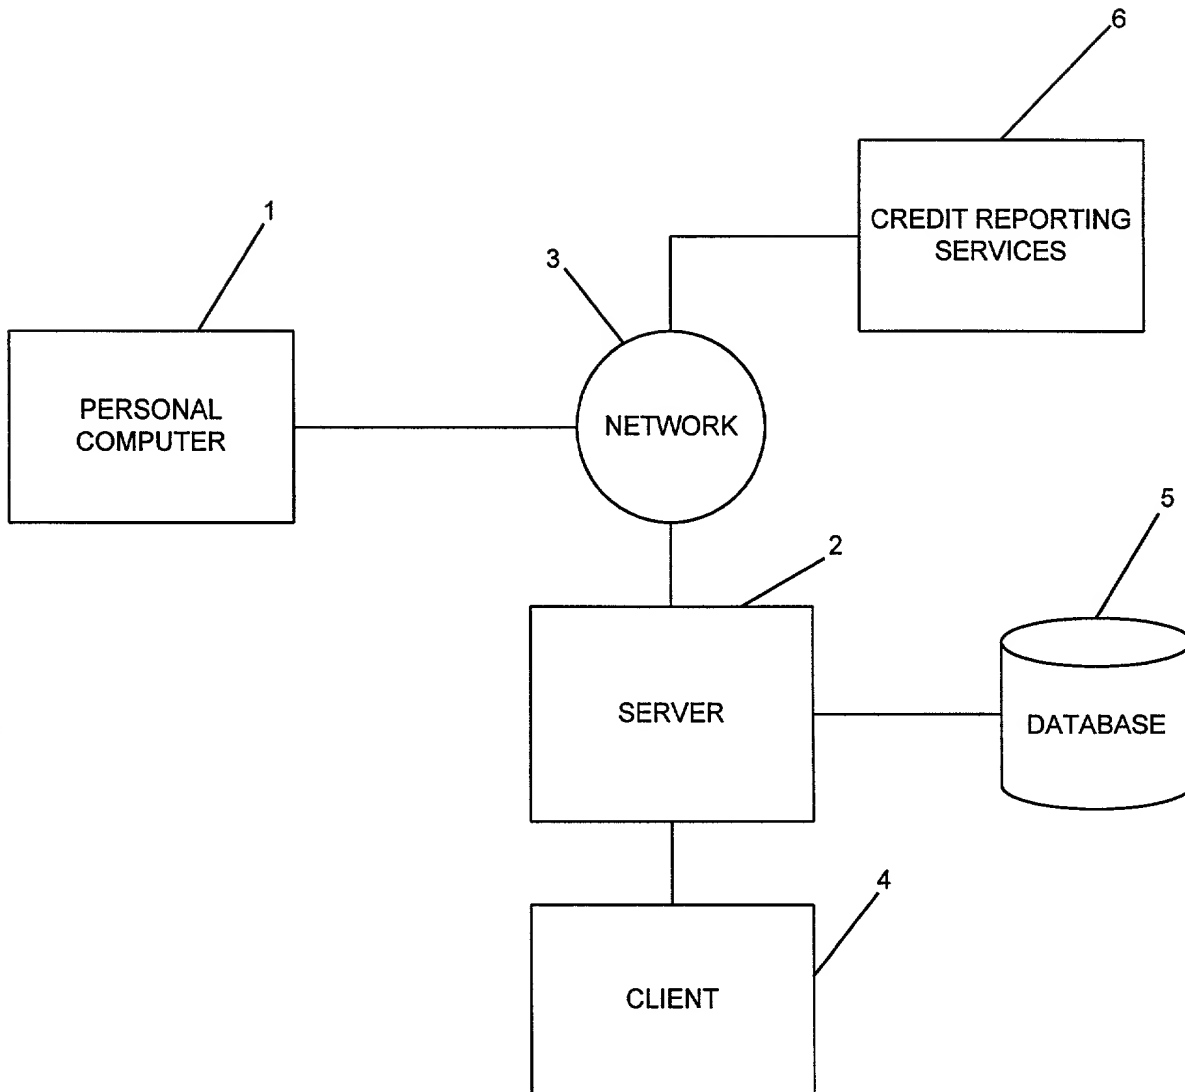 6
CREDIT REPORTING
SERVICES
1
3
PERSONAL
COMPUTER
NETWORK
5
2
SERVER
DATABASE
4
CLIENT